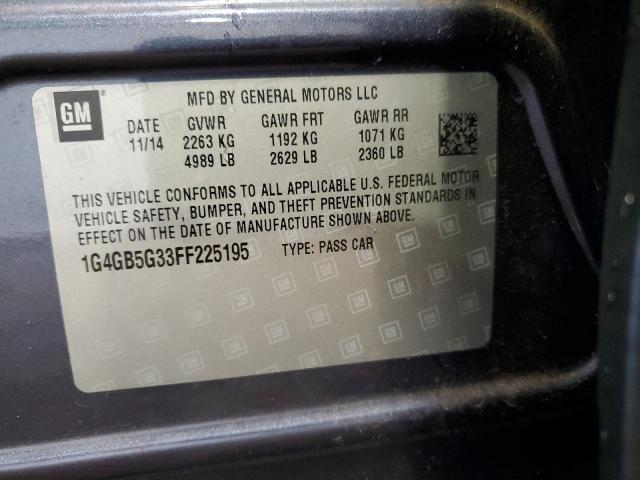 GM
MFD BY GENERAL MOTORS LLC
DATE GVWR GAWR FRT GAWR RR
11/14 2263 KG 1192 KG 1071 KG
4989 LB 2629 LB 2360 LB
THIS VEHICLE CONFORMS TO ALL APPLICABLE U.S. FEDERAL MOTOR
VEHICLE SAFETY, BUMPER, AND THEFT PREVENTION STANDARDS IN
EFFECT ON THE DATE OF MANUFACTURE SHOWN ABOVE.
1G4GB5G33FF225195 TYPE: PASS CAR